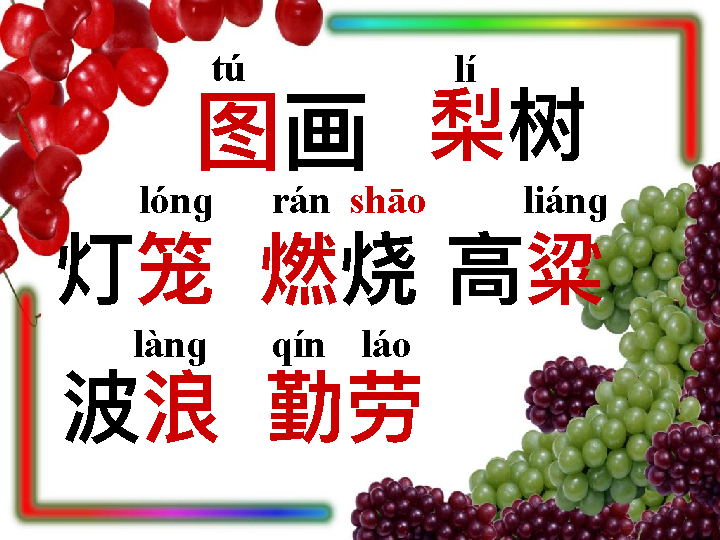 tú lí
图画 梨树
lóng rán shāo liáng
灯笼 燃烧 高粱
làng qín láo
波浪 勤劳